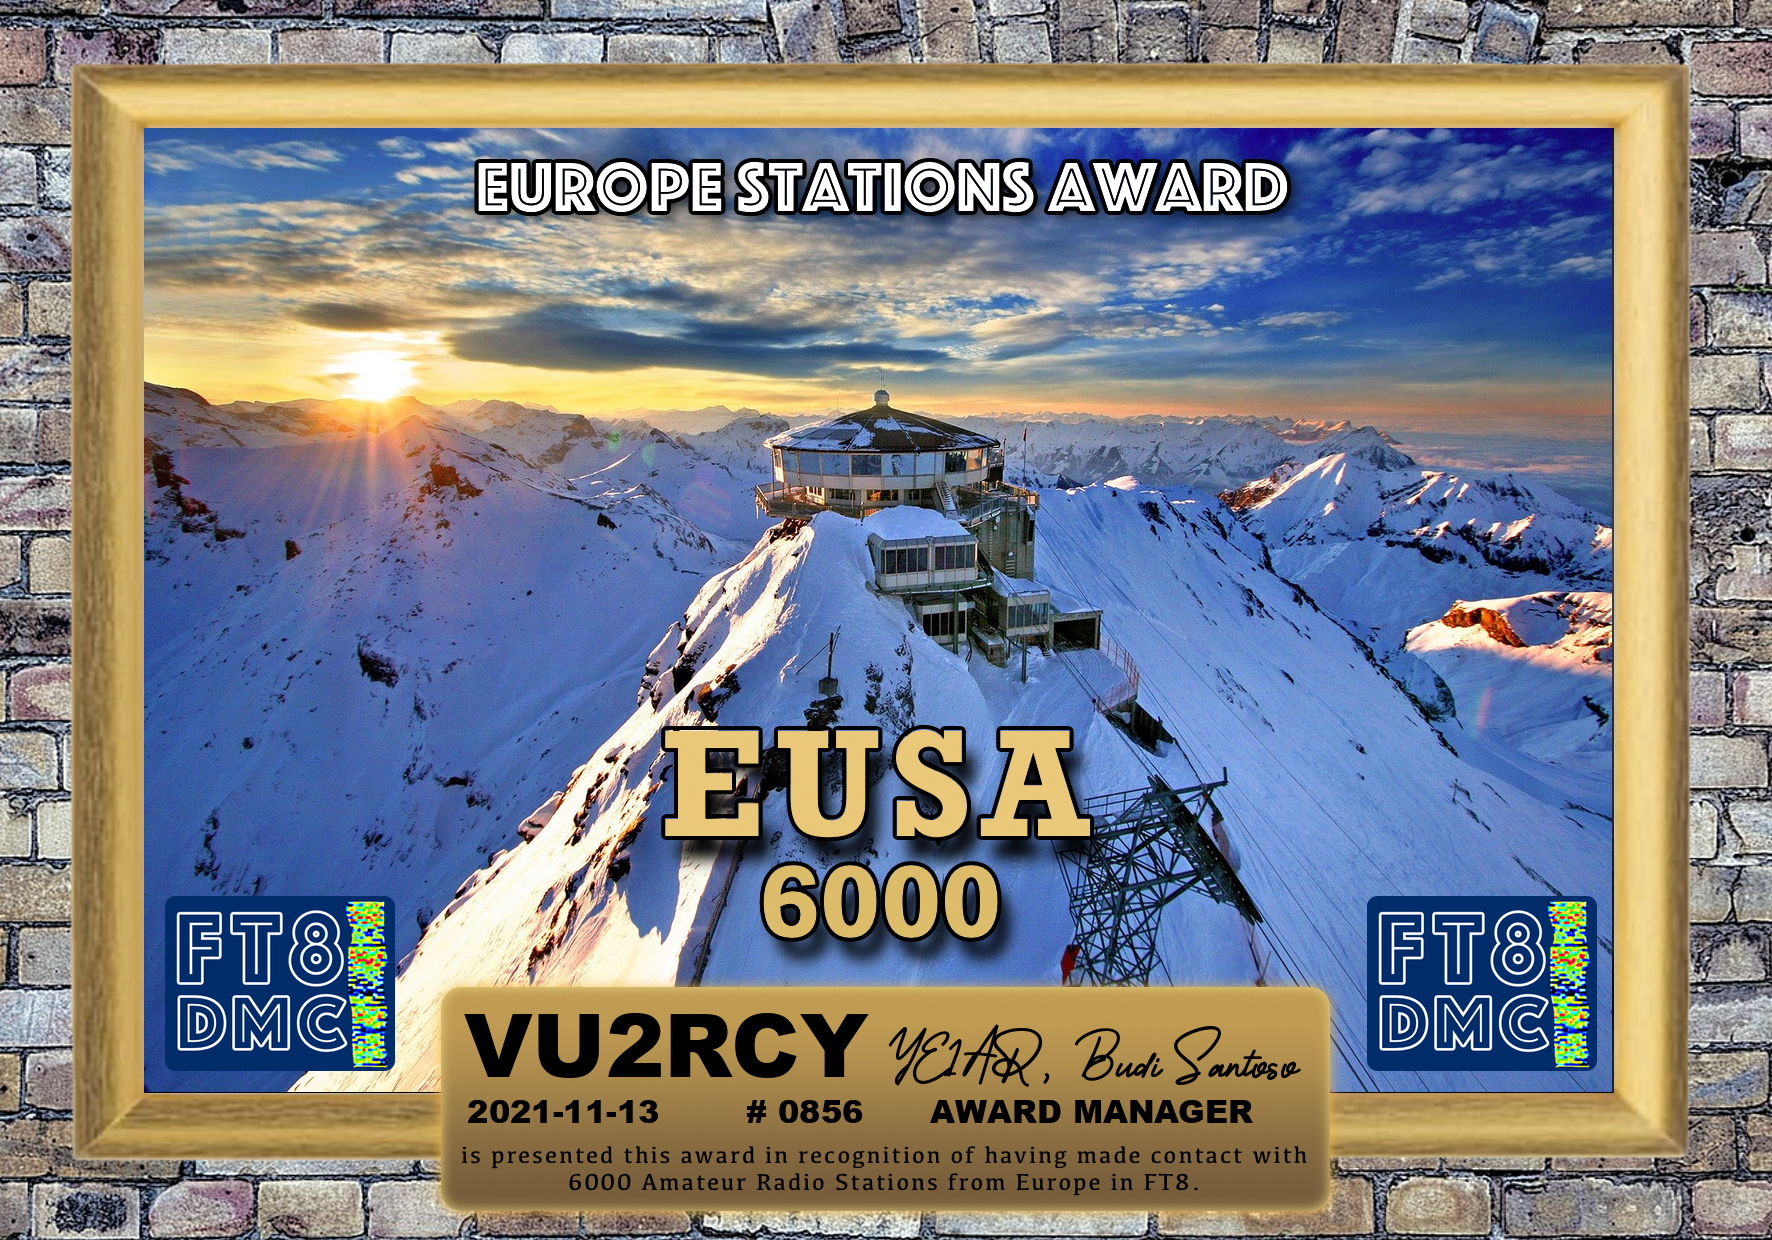 EUROPE STATIONS AWARD
EUSA
6000
FT8
DMC
FT8
DMC
VU2RCY YE1AR, Budi Santoso
2021-11-13 # 0856 AWARD MANAGER
is presented this award in recognition of having made contact with
6000 Amateur Radio Stations from Europe in FT8.